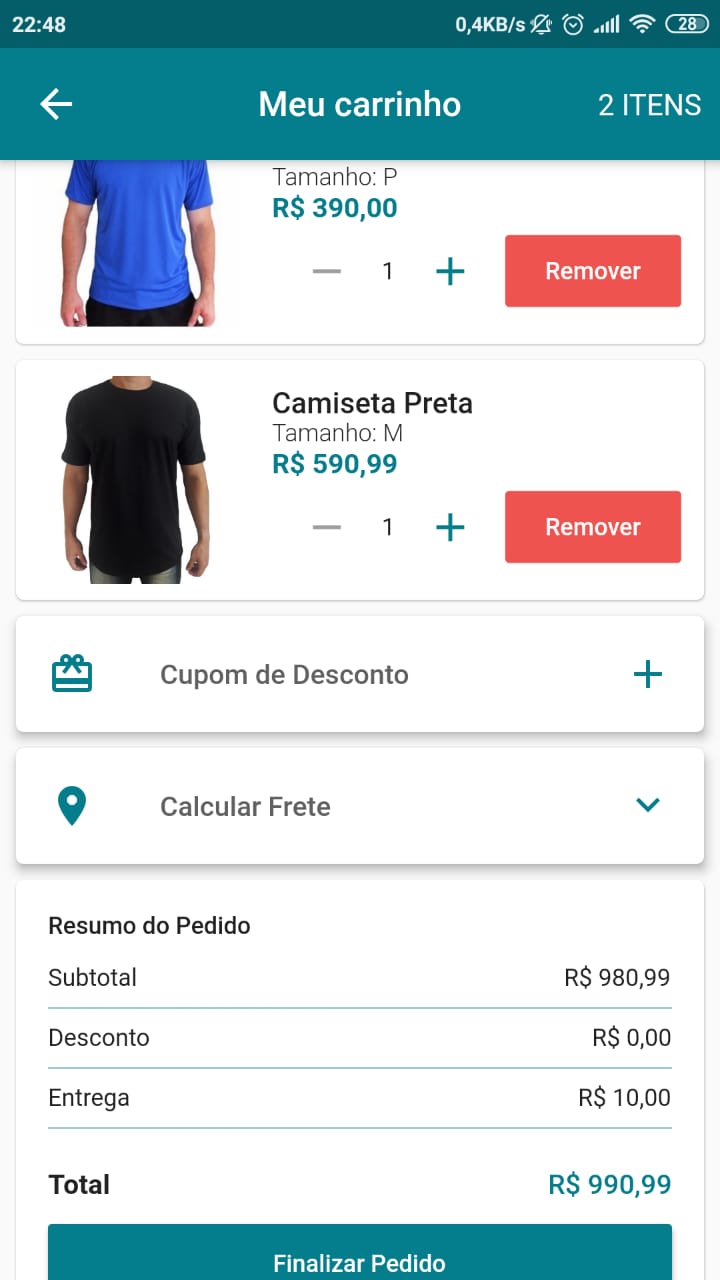 22:48 0,4KB/s 28
Meu carrinho 2 ITENS
Tamanho: P
R$ 390,00
1 Remover
Camiseta Preta
Tamanho: M
R$ 590,99
1 Remover
Cupom de Desconto
Calcular Frete
Resumo do Pedido
Subtotal R$ 980,99
Desconto R$ 0,00
Entrega R$ 10,00
Total R$ 990,99
Finalizar Pedido